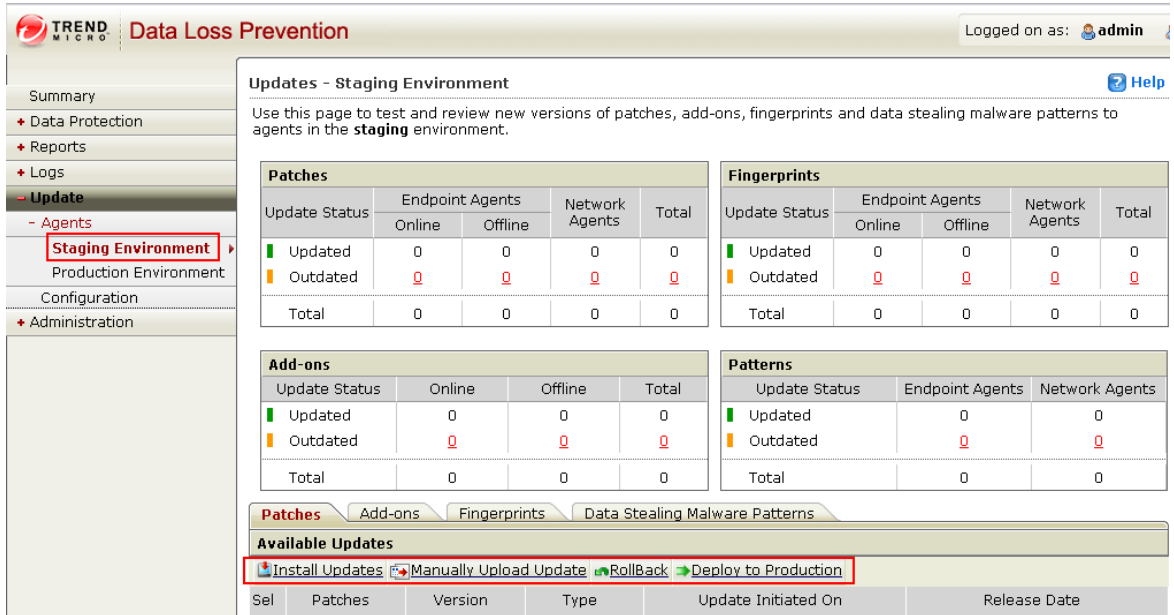 TREND MICRO Data Loss Prevention
Logged on as: admin
Summary
+ Data Protection
+ Reports
+ Logs
- Update
- Agents
Staging Environment
Production Environment
Configuration
+ Administration
Updates - Staging Environment
? Help
Use this page to test and review new versions of patches, add-ons, fingerprints and data stealing malware patterns to
agents in the staging environment.
Patches
Update Status Endpoint Agents Network Agents Total
Online Offline
Updated 0 0 0 0
Outdated 0 0 0 0
Total 0 0 0 0
Fingerprints
Update Status Endpoint Agents Network Agents Total
Online Offline
Updated 0 0 0 0
Outdated 0 0 0 0
Total 0 0 0 0
Add-ons
Update Status Online Offline Total
Updated 0 0 0
Outdated 0 0 0
Total 0 0 0
Patterns
Update Status Endpoint Agents Network Agents
Updated 0 0
Outdated 0 0
Total 0 0
Patches Add-ons Fingerprints Data Stealing Malware Patterns
Available Updates
Install Updates Manually Upload Update RollBack Deploy to Production
Sel Patches Version Type Update Initiated On Release Date